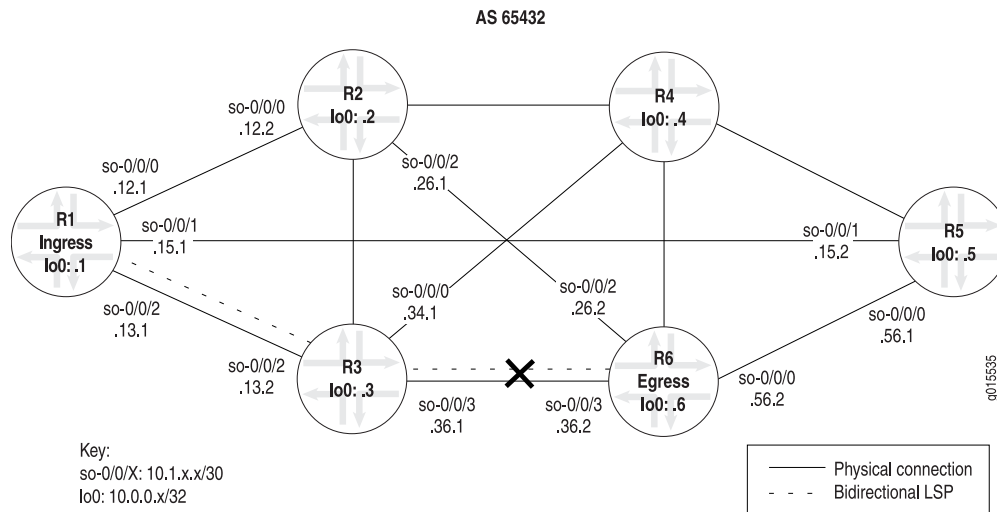 AS 65432
R2
lo0: .2
so-0/0/0
.12.2
so-0/0/2
.26.1
R4
lo0: .4
so-0/0/0
.12.1
R1
Ingress
lo0: .1
so-0/0/1
.15.1
so-0/0/2
.13.1
so-0/0/1
.15.2
R5
lo0: .5
so-0/0/0
.34.1
so-0/0/2
.26.2
so-0/0/0
.56.1
so-0/0/2
.13.2
R3
lo0: .3
R6
Egress
lo0: .6
so-0/0/0
.56.2
so-0/0/3
.36.1
so-0/0/3
.36.2
g015535
Key:
so-0/0/X: 10.1.x.x/30
lo0: 10.0.0.x/32
Physical connection
Bidirectional LSP